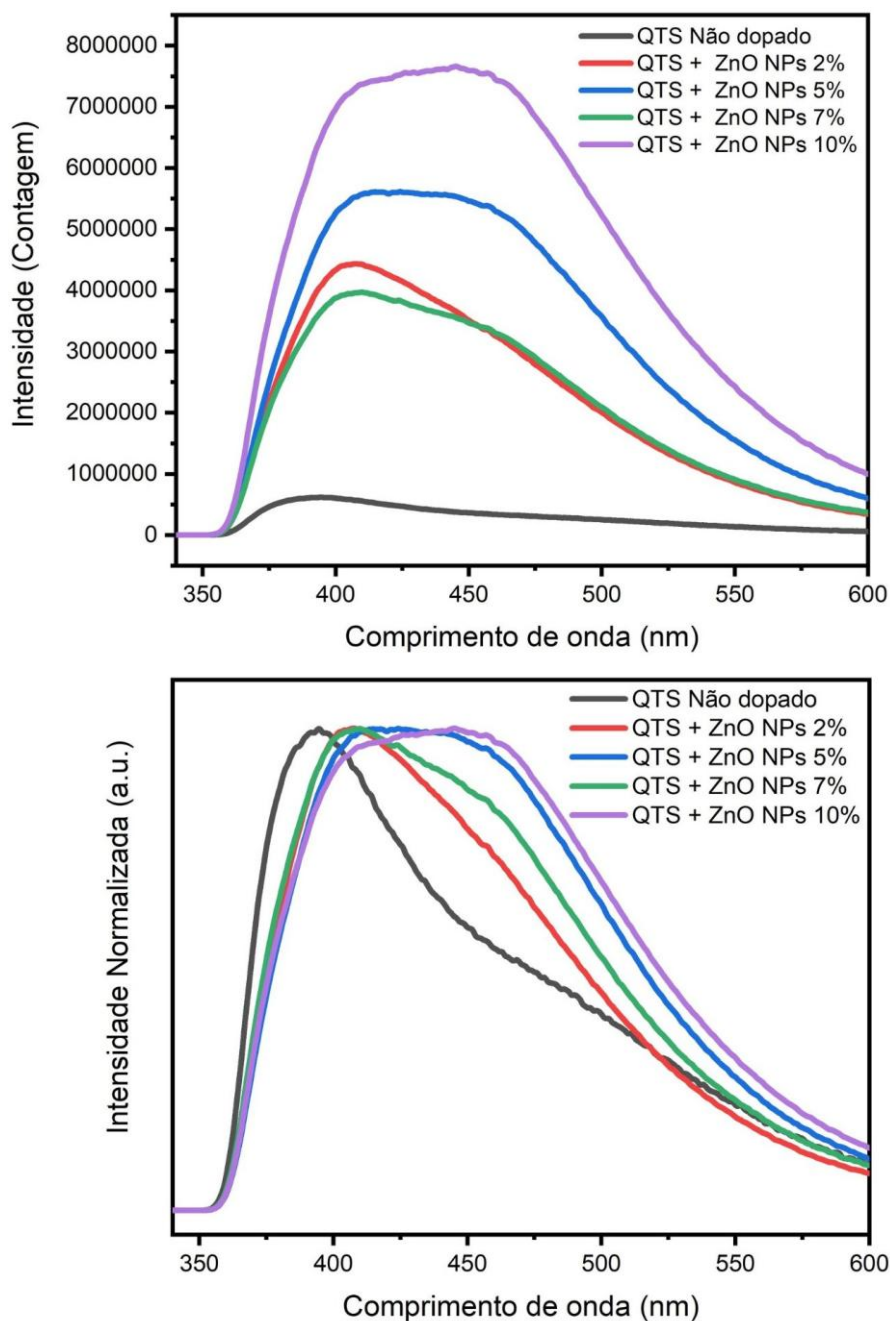 8000000
7000000
6000000
5000000
4000000
3000000
2000000
1000000
0
Intensidade (Contagem)
QTS Não dopado
QTS + ZnO NPs 2%
QTS + ZnO NPs 5%
QTS + ZnO NPs 7%
QTS + ZnO NPs 10%
350 400 450 500 550 600
Comprimento de onda (nm)
Intensidade Normalizada (a.u.)
QTS Não dopado
QTS + ZnO NPs 2%
QTS + ZnO NPs 5%
QTS + ZnO NPs 7%
QTS + ZnO NPs 10%
350 400 450 500 550 600
Comprimento de onda (nm)